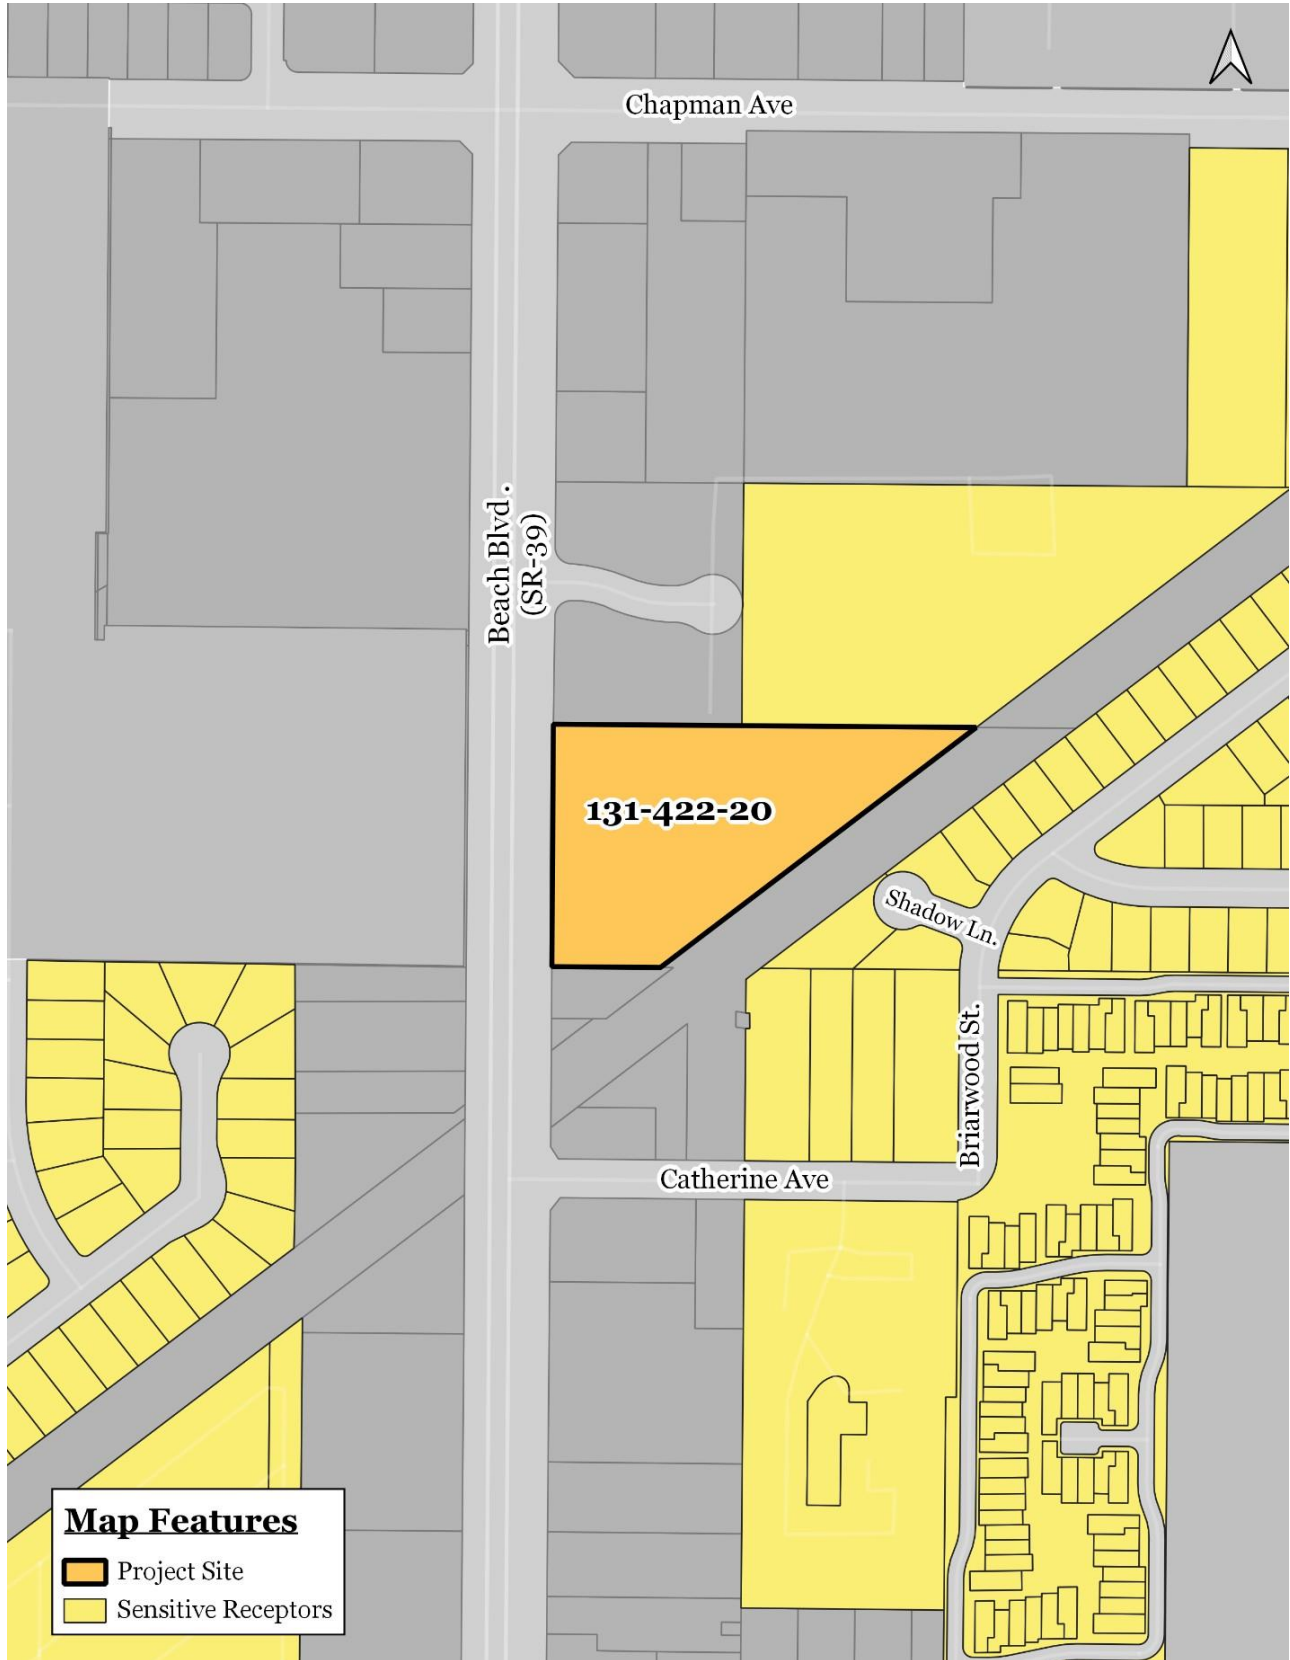 Chapman Ave
Beach Blvd.
(SR-39)
131-422-20
Shadow Ln.
Briarwood St.
Catherine Ave
Map Features
Project Site
Sensitive Receptors